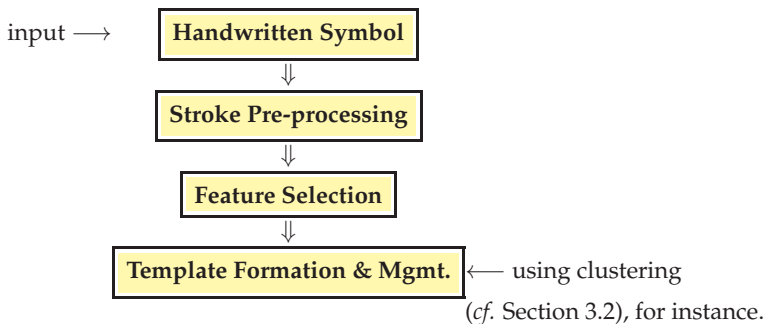 input ⟶ Handwritten Symbol
⇓
Stroke Pre-processing
⇓
Feature Selection
⇓
Template Formation & Mgmt. ⟵ using clustering
(cf. Section 3.2), for instance.